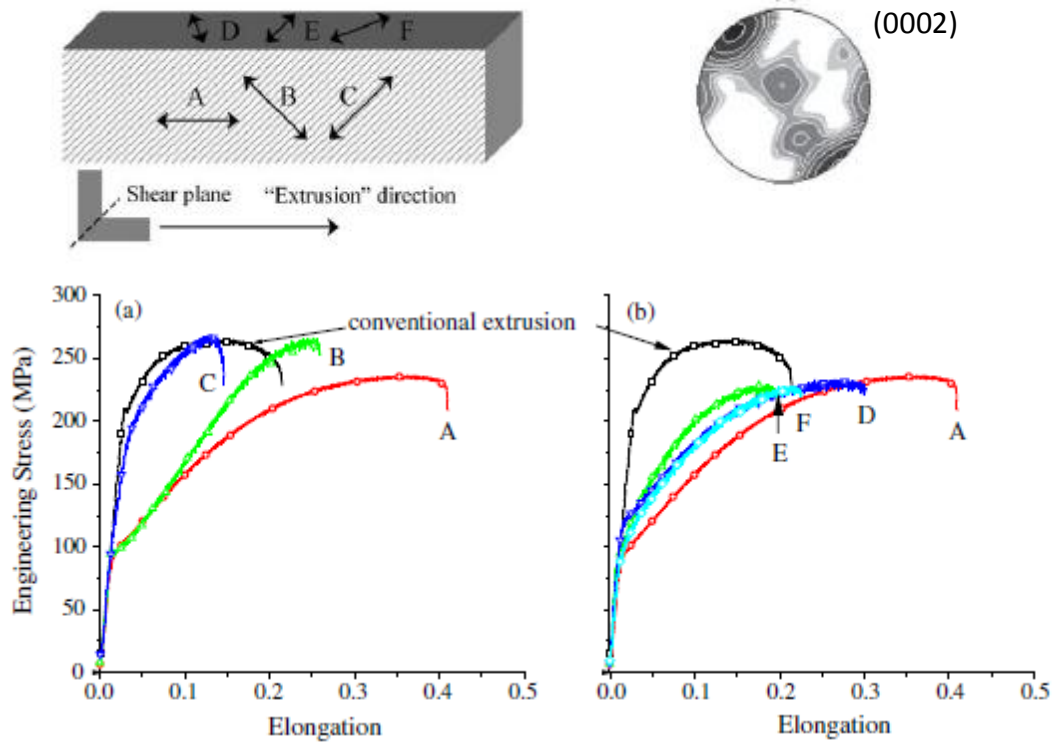 D E F
(0002)
A B C
Shear plane "Extrusion" direction
300
250
200
150
100
50
0
Engineering Stress (MPa)
(a)
conventional extrusion
C
B
A
0.0 0.1 0.2 0.3 0.4 0.5
Elongation
(b)
F
E
D
A
0.0 0.1 0.2 0.3 0.4 0.5
Elongation